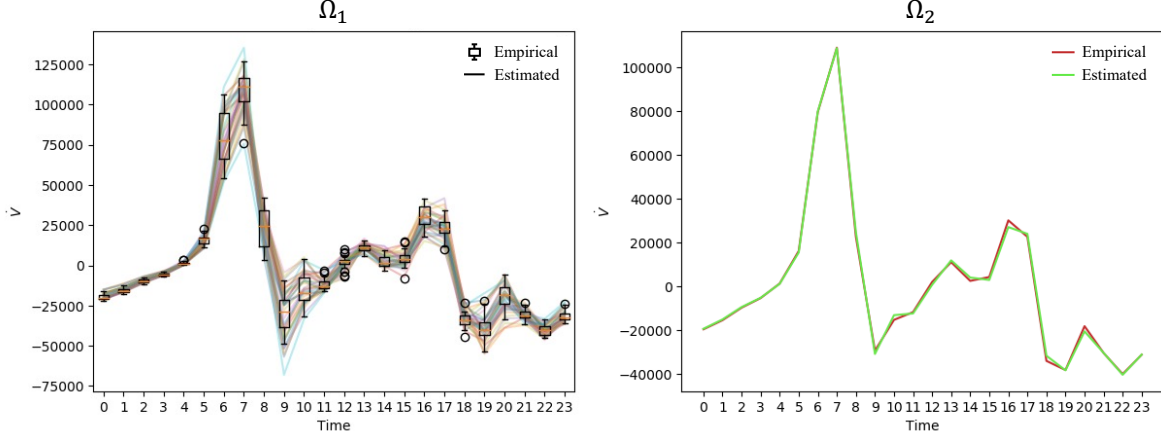 Ω₁
Empirical
Estimated
125000
100000
75000
50000
25000
0
−25000
−50000
−75000
v̇
0 1 2 3 4 5 6 7 8 9 10 11 12 13 14 15 16 17 18 19 20 21 22 23
Time
Ω₂
Empirical
Estimated
100000
80000
60000
40000
20000
0
−20000
−40000
v̇
0 1 2 3 4 5 6 7 8 9 10 11 12 13 14 15 16 17 18 19 20 21 22 23
Time